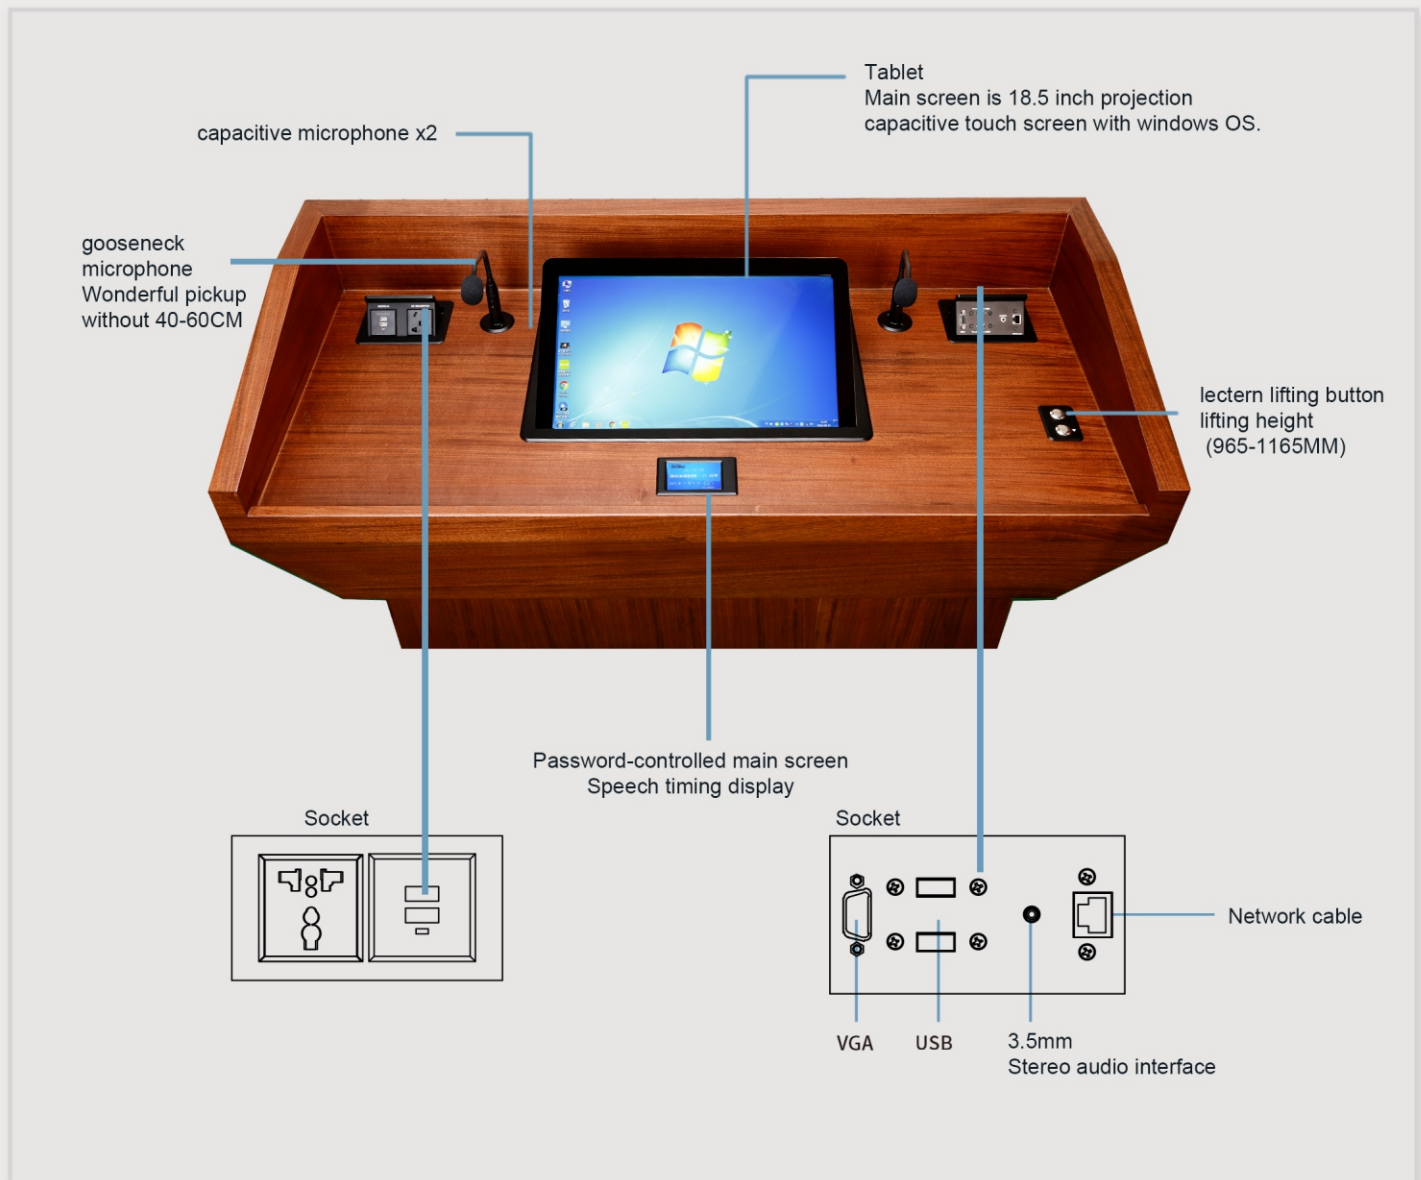 Tablet
Main screen is 18.5 inch projection
capacitive touch screen with windows OS.
capacitive microphone x2
gooseneck
microphone
Wonderful pickup
without 40-60CM
lectern lifting button
lifting height
(965-1165MM)
Password-controlled main screen
Speech timing display
Socket
Socket
Network cable
VGA
USB
3.5mm
Stereo audio interface